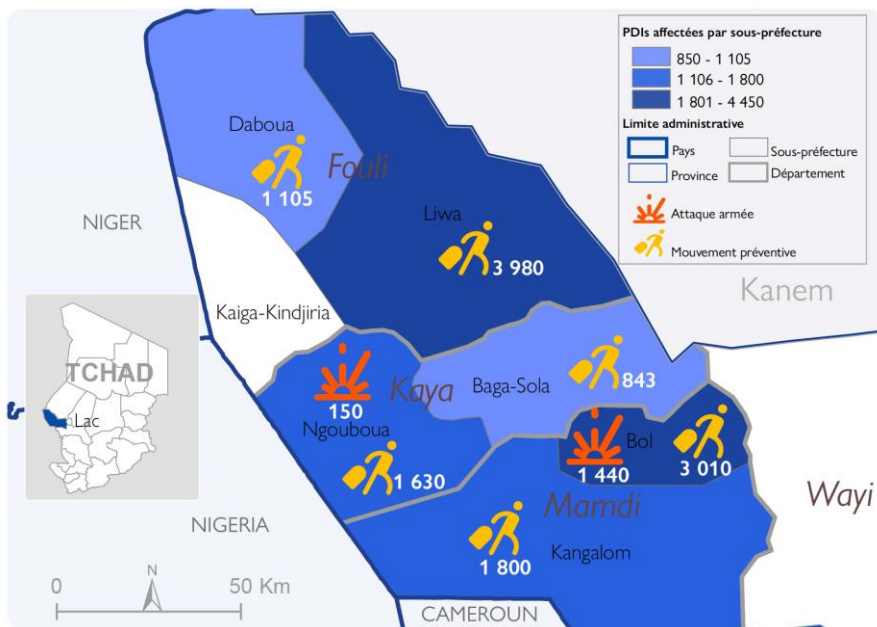 PDIs affectées par sous-préfecture
850 - 1 105
1 106 - 1 800
1 801 - 4 450
Limite administrative
Pays
Sous-préfecture
Province
Département
Attaque armée
Mouvement préventive
Daboua
Fouli
1 105
Liwa
3 980
NIGER
Kanem
Kaiga-Kindjiria
TCHAD
Lac
Kaya
Baga-Sola
843
150
Ngouboua
1 630
Bol
1 440
3 010
Mamdi
Wayi
NIGERIA
Kangalom
1 800
N
0
50 Km
CAMEROUN